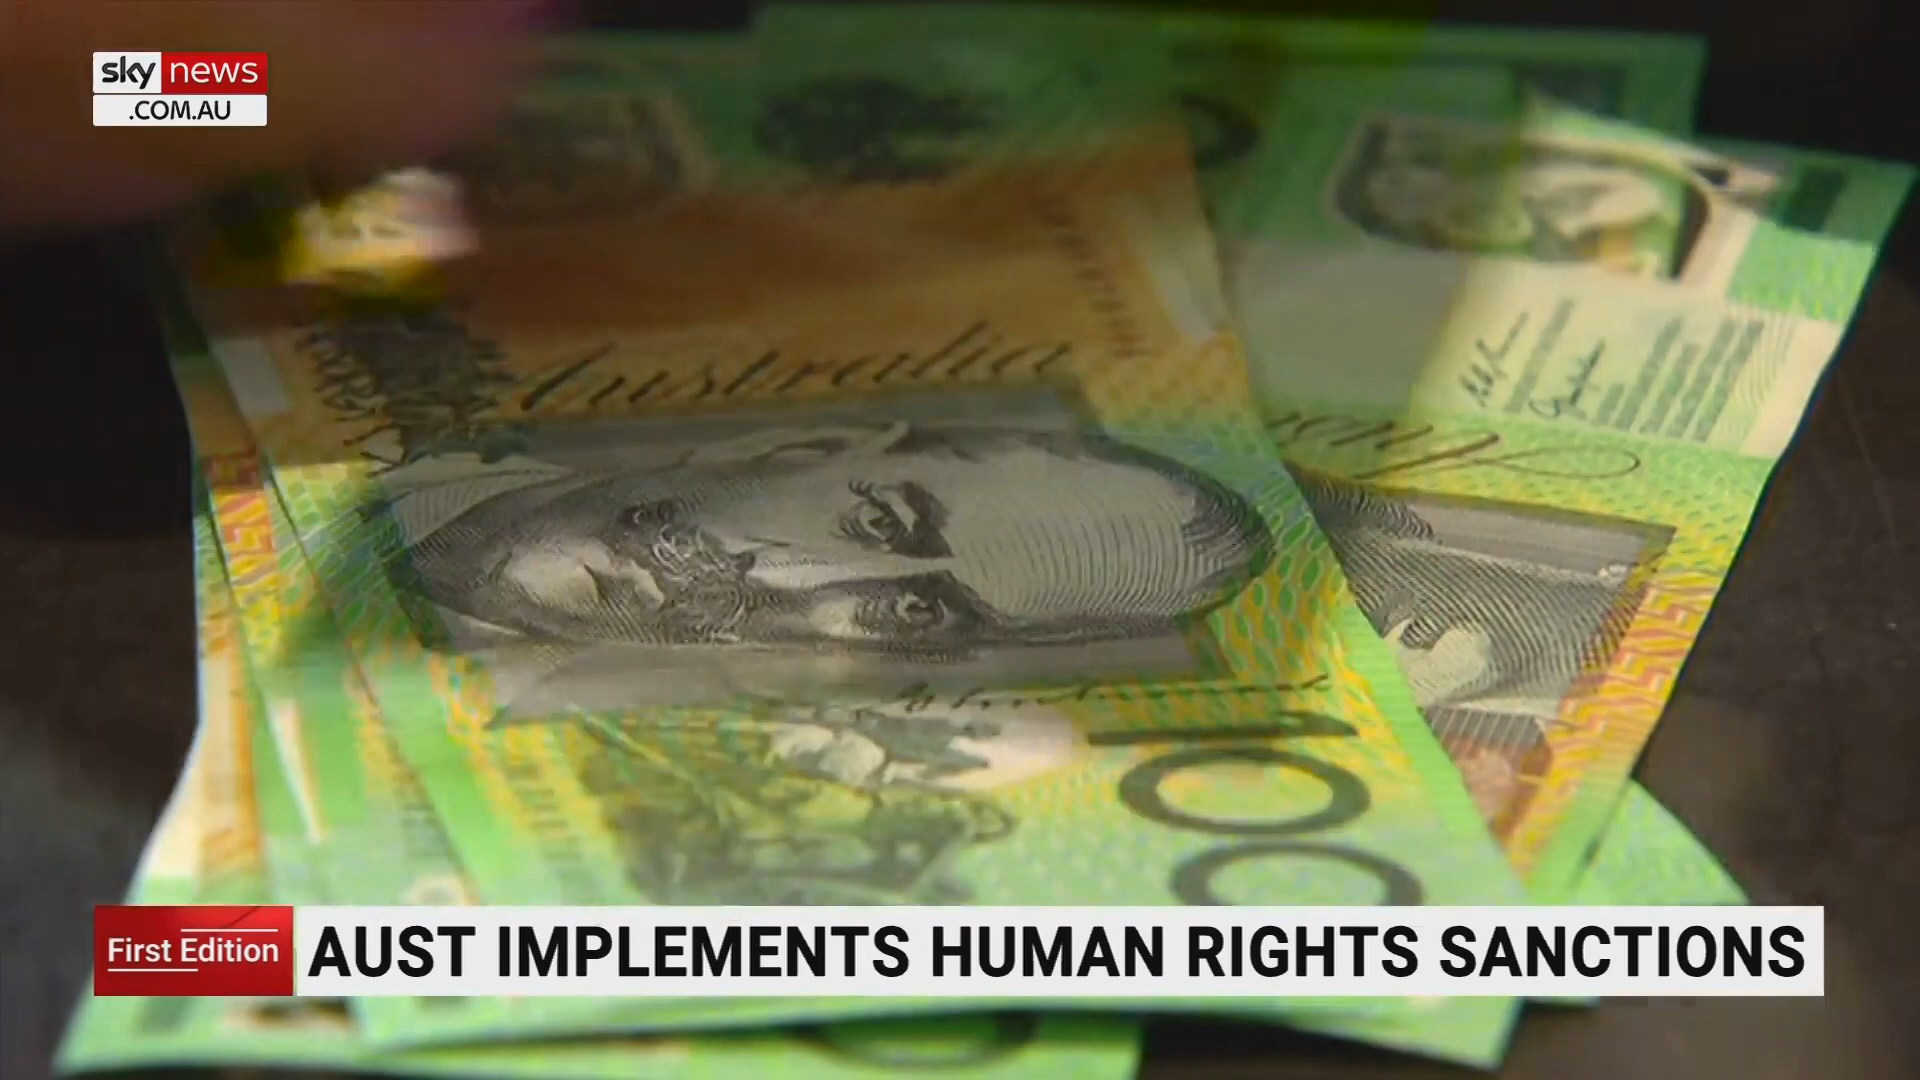 sky news
.COM.AU
Australia
100
First Edition
AUST IMPLEMENTS HUMAN RIGHTS SANCTIONS